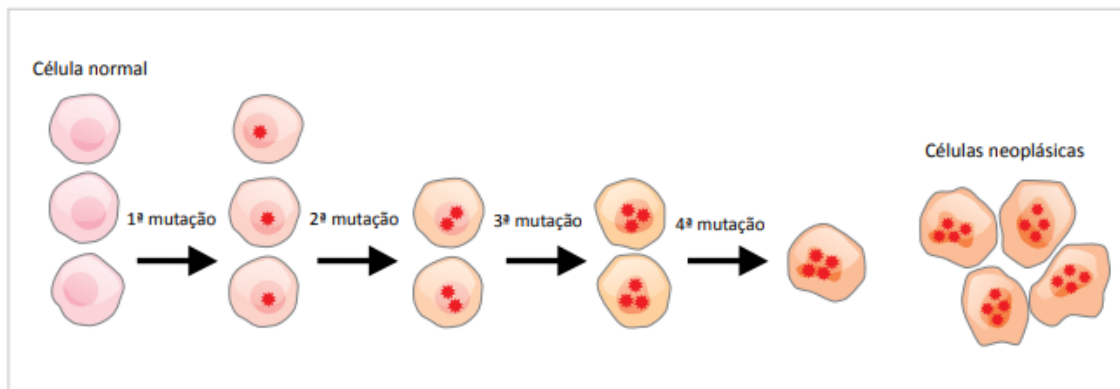 Célula normal
Células neoplásicas
1ª mutação
2ª mutação
3ª mutação
4ª mutação